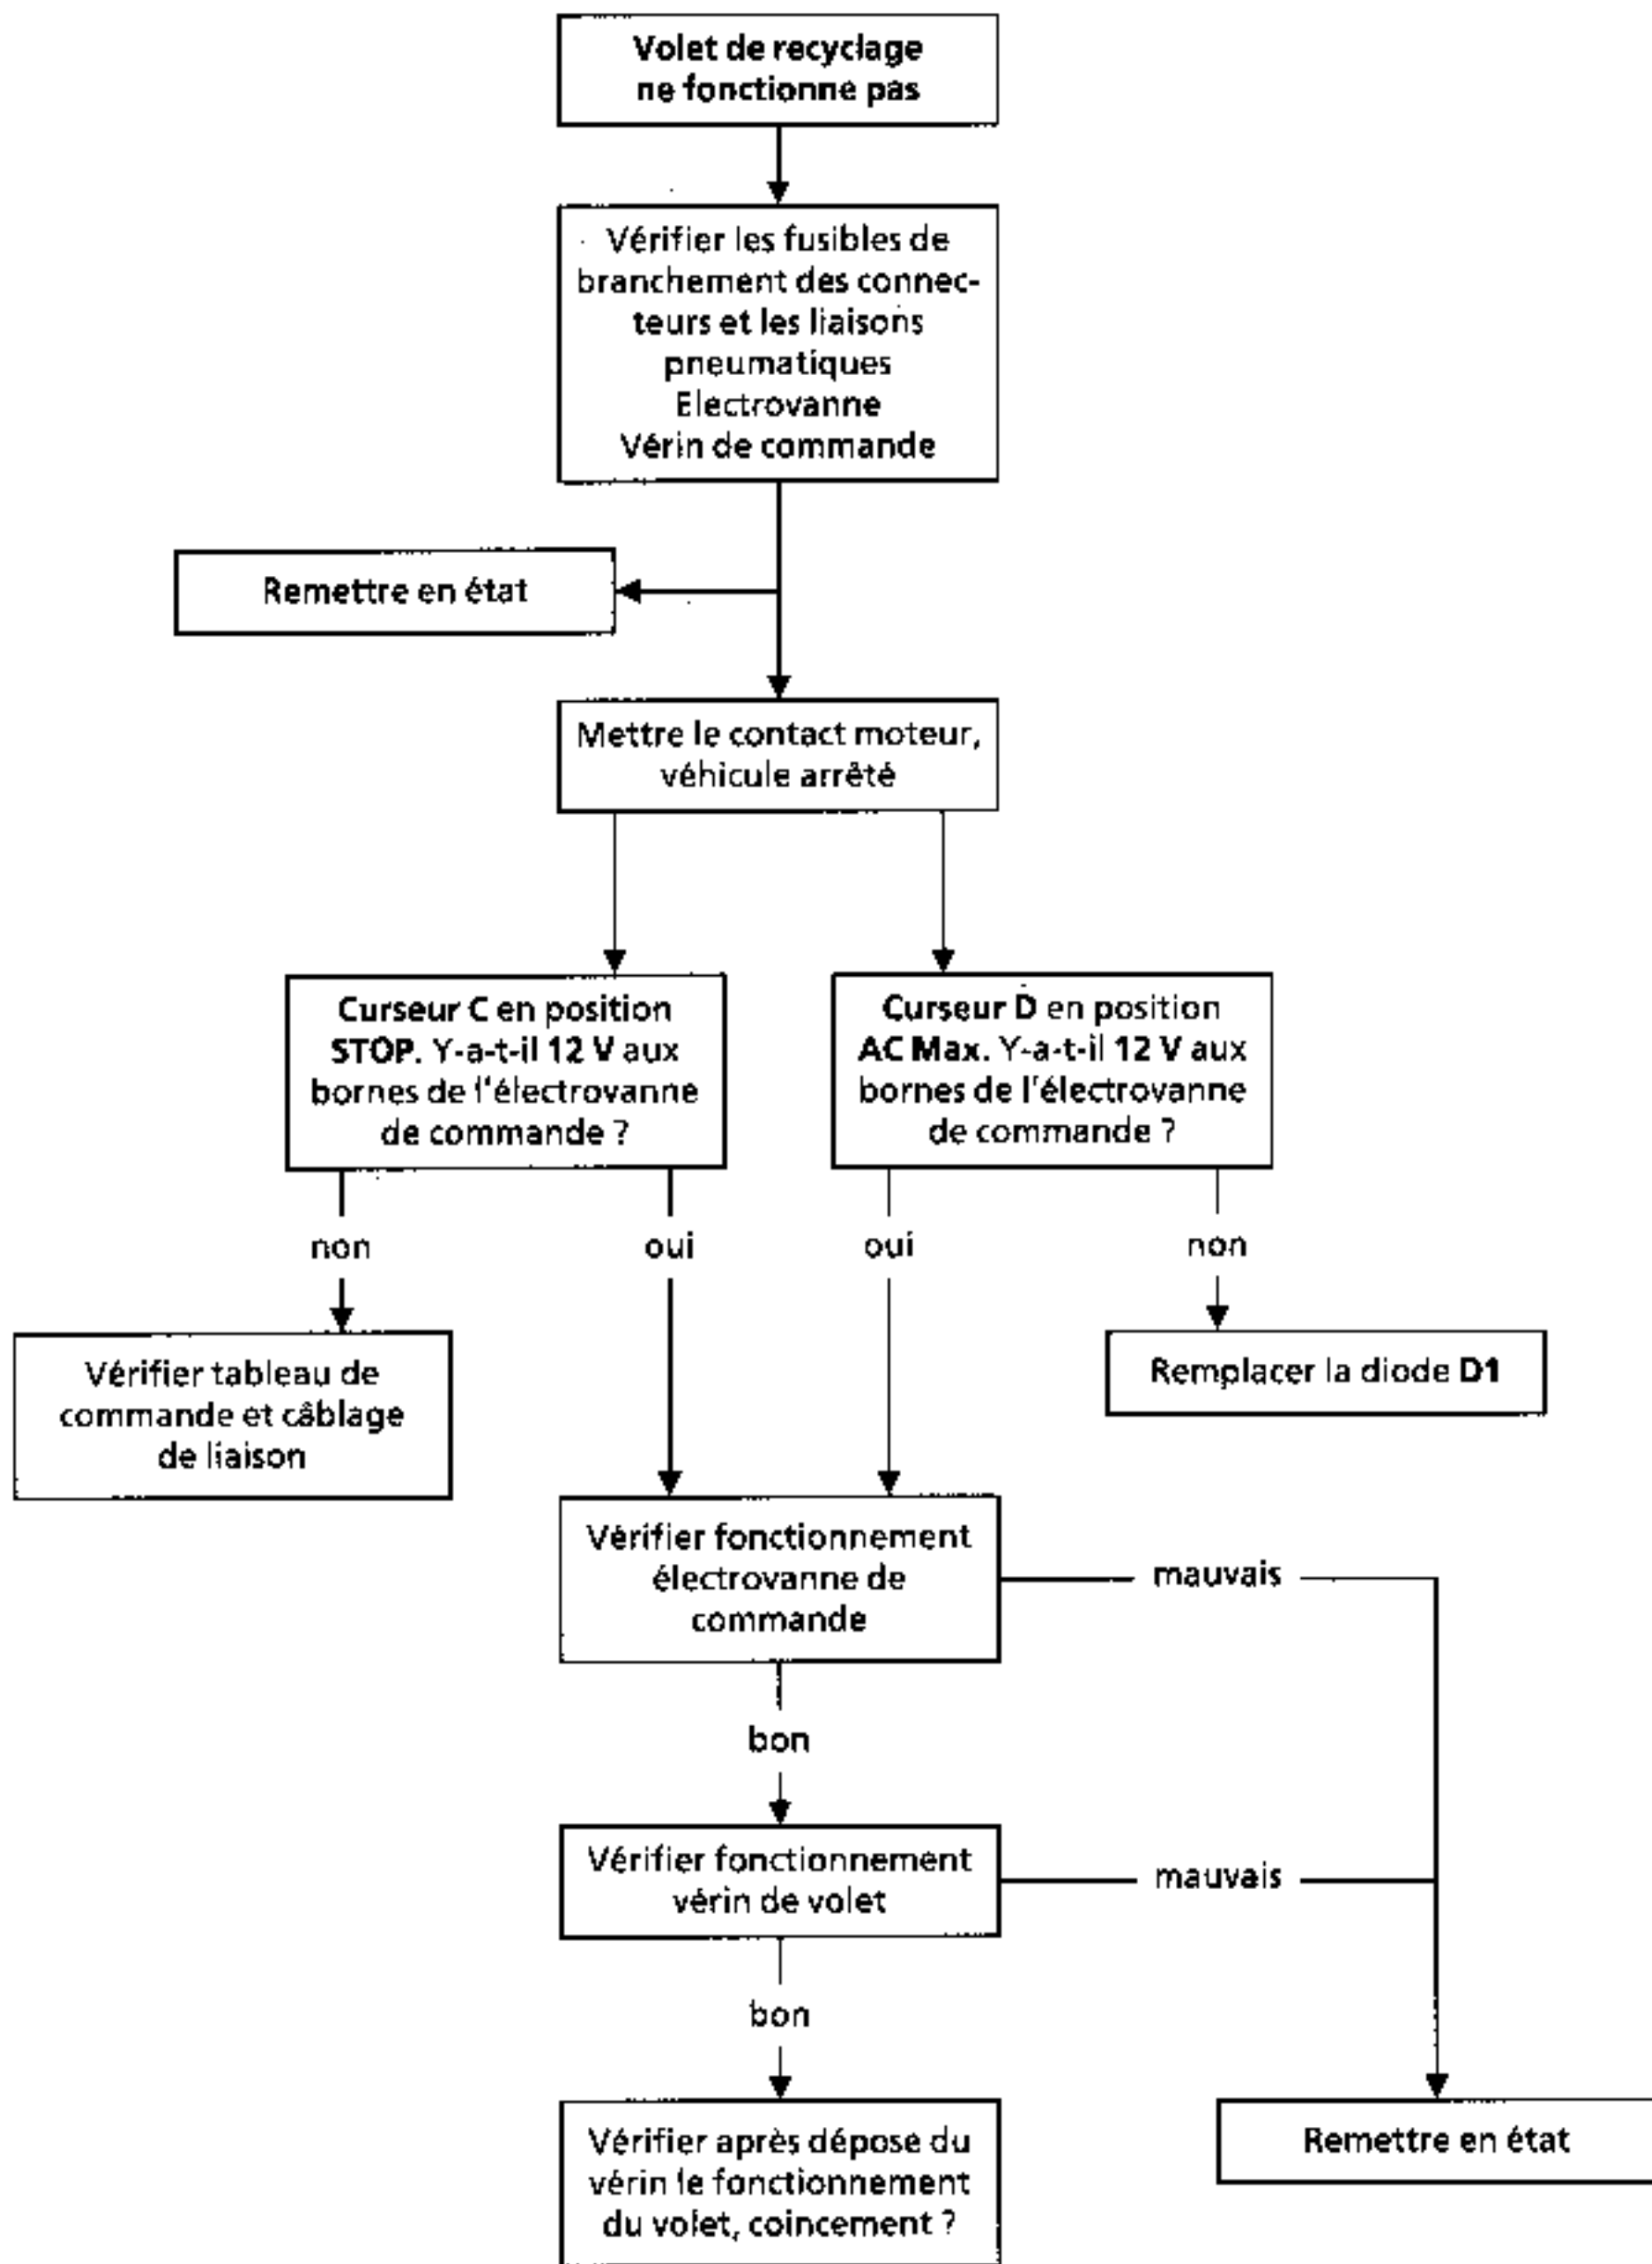 Volet de recyclage
ne fonctionne pas
Vérifier les fusibles de
branchement des connec-
teurs et les liaisons
pneumatiques
Electrovanne
Vérin de commande
Remettre en état
Mettre le contact moteur,
véhicule arrêté
Curseur C en position
STOP. Y-a-t-il 12 V aux
bornes de l'électrovanne
de commande ?
Curseur D en position
AC Max. Y-a-t-il 12 V aux
bornes de l'électrovanne
de commande ?
non
oui
oui
non
Vérifier tableau de
commande et câblage
de liaison
Remplacer la diode D1
Vérifier fonctionnement
électrovanne de
commande
mauvais
bon
Vérifier fonctionnement
vérin de volet
mauvais
bon
Vérifier après dépose du
vérin le fonctionnement
du volet, coincement ?
Remettre en état